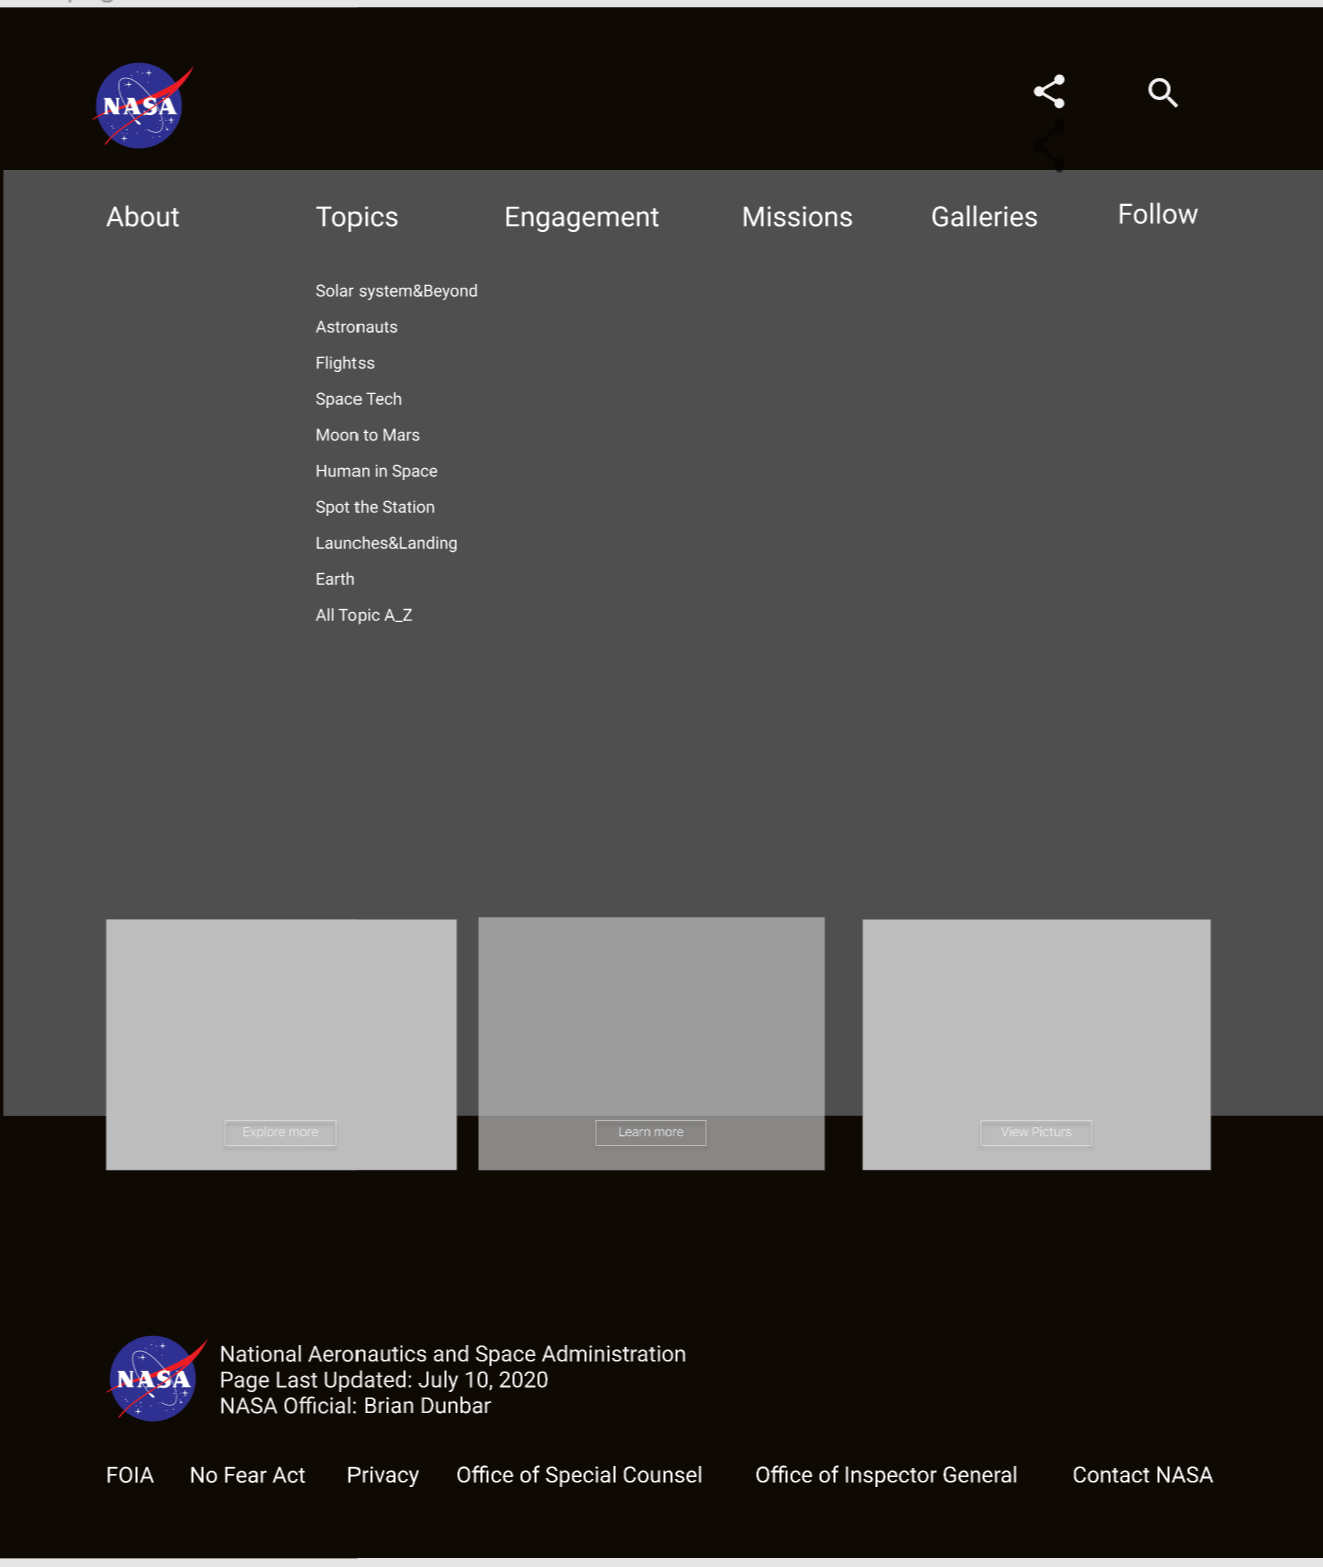 NASA
About Topics Engagement Missions Galleries Follow
Solar system&Beyond
Astronauts
Flightss
Space Tech
Moon to Mars
Human in Space
Spot the Station
Launches&Landing
Earth
All Topic A_Z
Explore more Learn more View Picturs
NASA
National Aeronautics and Space Administration
Page Last Updated: July 10, 2020
NASA Official: Brian Dunbar
FOIA No Fear Act Privacy Office of Special Counsel Office of Inspector General Contact NASA